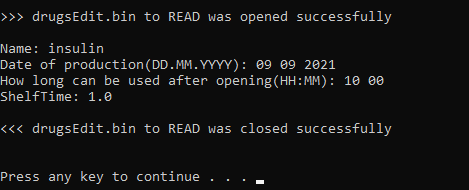 >>> drugsEdit.bin to READ was opened successfully
Name: insulin
Date of production(DD.MM.YYYY): 09 09 2021
How long can be used after opening(HH:MM): 10 00
ShelfTime: 1.0
<<< drugsEdit.bin to READ was closed successfully
Press any key to continue . . .